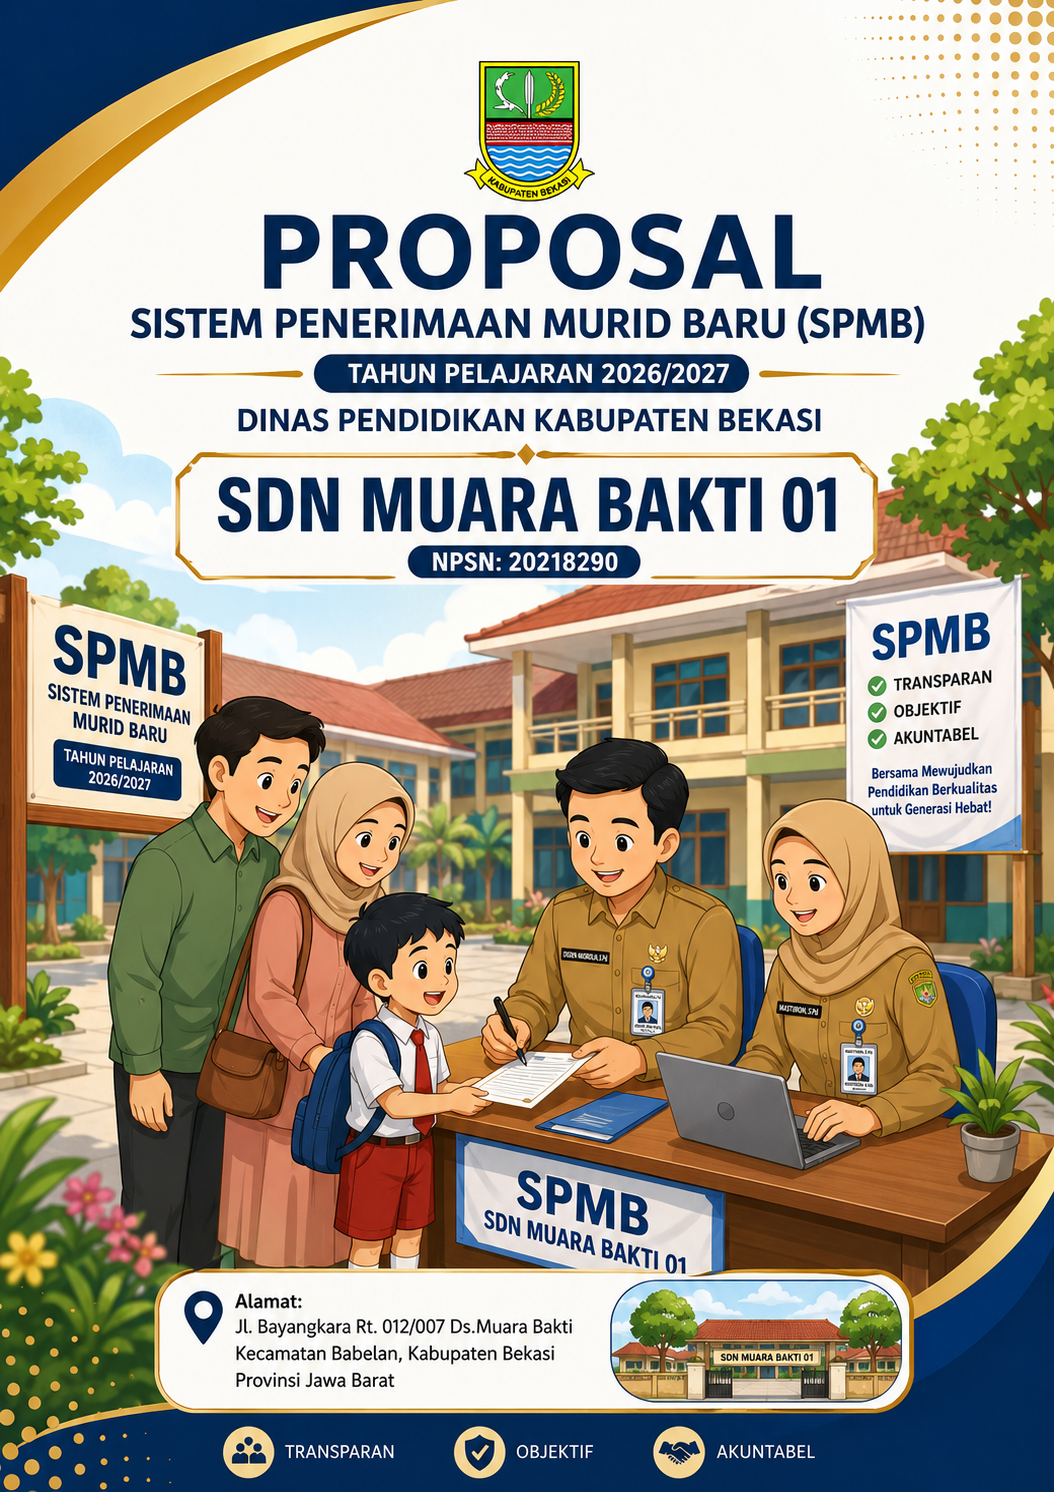 KABUPATEN BEKASI
PROPOSAL
SISTEM PENERIMAAN MURID BARU (SPMB)
TAHUN PELAJARAN 2026/2027
DINAS PENDIDIKAN KABUPATEN BEKASI
SDN MUARA BAKTI 01
NPSN: 20218290
SPMB
SISTEM PENERIMAAN
MURID BARU
TAHUN PELAJARAN
2026/2027
SPMB
TRANSPARAN
OBJEKTIF
AKUNTABEL
Bersama Mewujudkan
Pendidikan Berkualitas
untuk Generasi Hebat!
SPMB
SDN MUARA BAKTI 01
Alamat:
Jl. Bayangkara Rt. 012/007 Ds.Muara Bakti
Kecamatan Babelan, Kabupaten Bekasi
Provinsi Jawa Barat
SDN MUARA BAKTI 01
TRANSPARAN
OBJEKTIF
AKUNTABEL